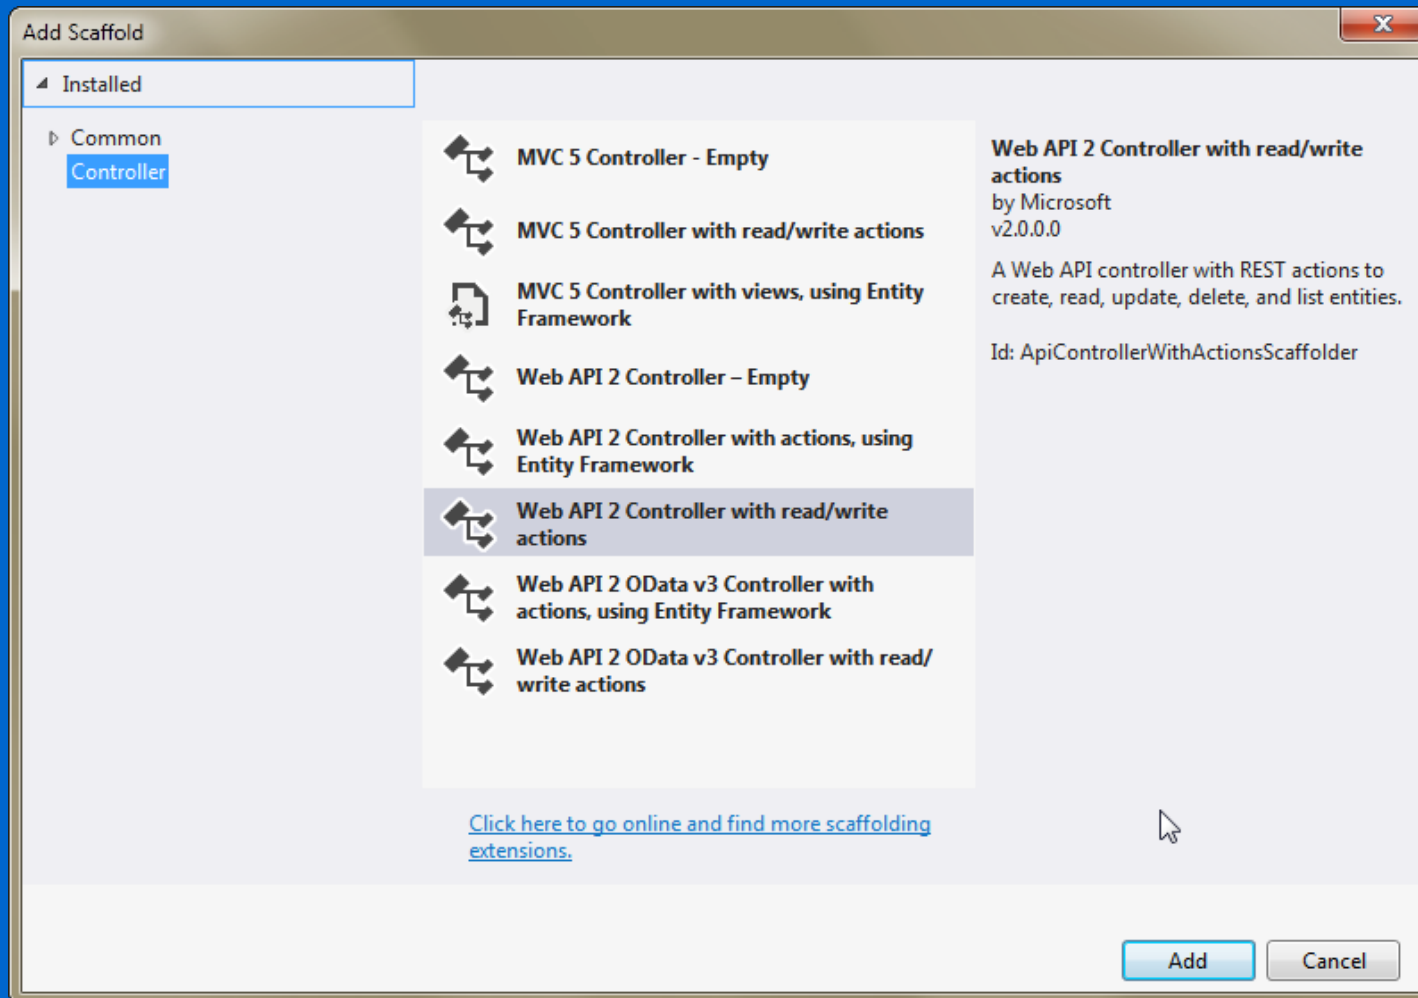 Add Scaffold
Installed
Common
Controller
MVC 5 Controller - Empty
MVC 5 Controller with read/write actions
MVC 5 Controller with views, using Entity
Framework
Web API 2 Controller – Empty
Web API 2 Controller with actions, using
Entity Framework
Web API 2 Controller with read/write
actions
Web API 2 OData v3 Controller with
actions, using Entity Framework
Web API 2 OData v3 Controller with read/
write actions
Click here to go online and find more scaffolding
extensions.
Web API 2 Controller with read/write
actions
by Microsoft
v2.0.0.0
A Web API controller with REST actions to
create, read, update, delete, and list entities.
Id: ApiControllerWithActionsScaffolder
Add
Cancel